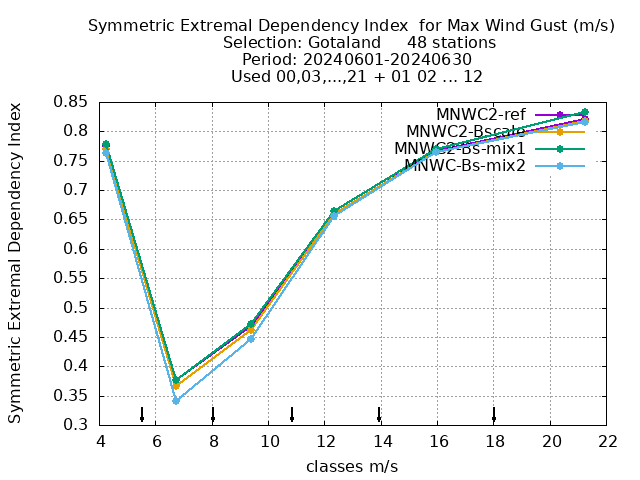 Symmetric Extremal Dependency Index  for Max Wind Gust (m/s)
Selection: Gotaland     48 stations
Period: 20240601-20240630
Used 00,03,...,21 + 01 02 ... 12
Symmetric Extremal Dependency Index
0.85
0.8
0.75
0.7
0.65
0.6
0.55
0.5
0.45
0.4
0.35
0.3
MNWC2-ref
MNWC2-Bscale
MNWC2-Bs-mix1
MNWC-Bs-mix2
4 6 8 10 12 14 16 18 20 22
classes m/s